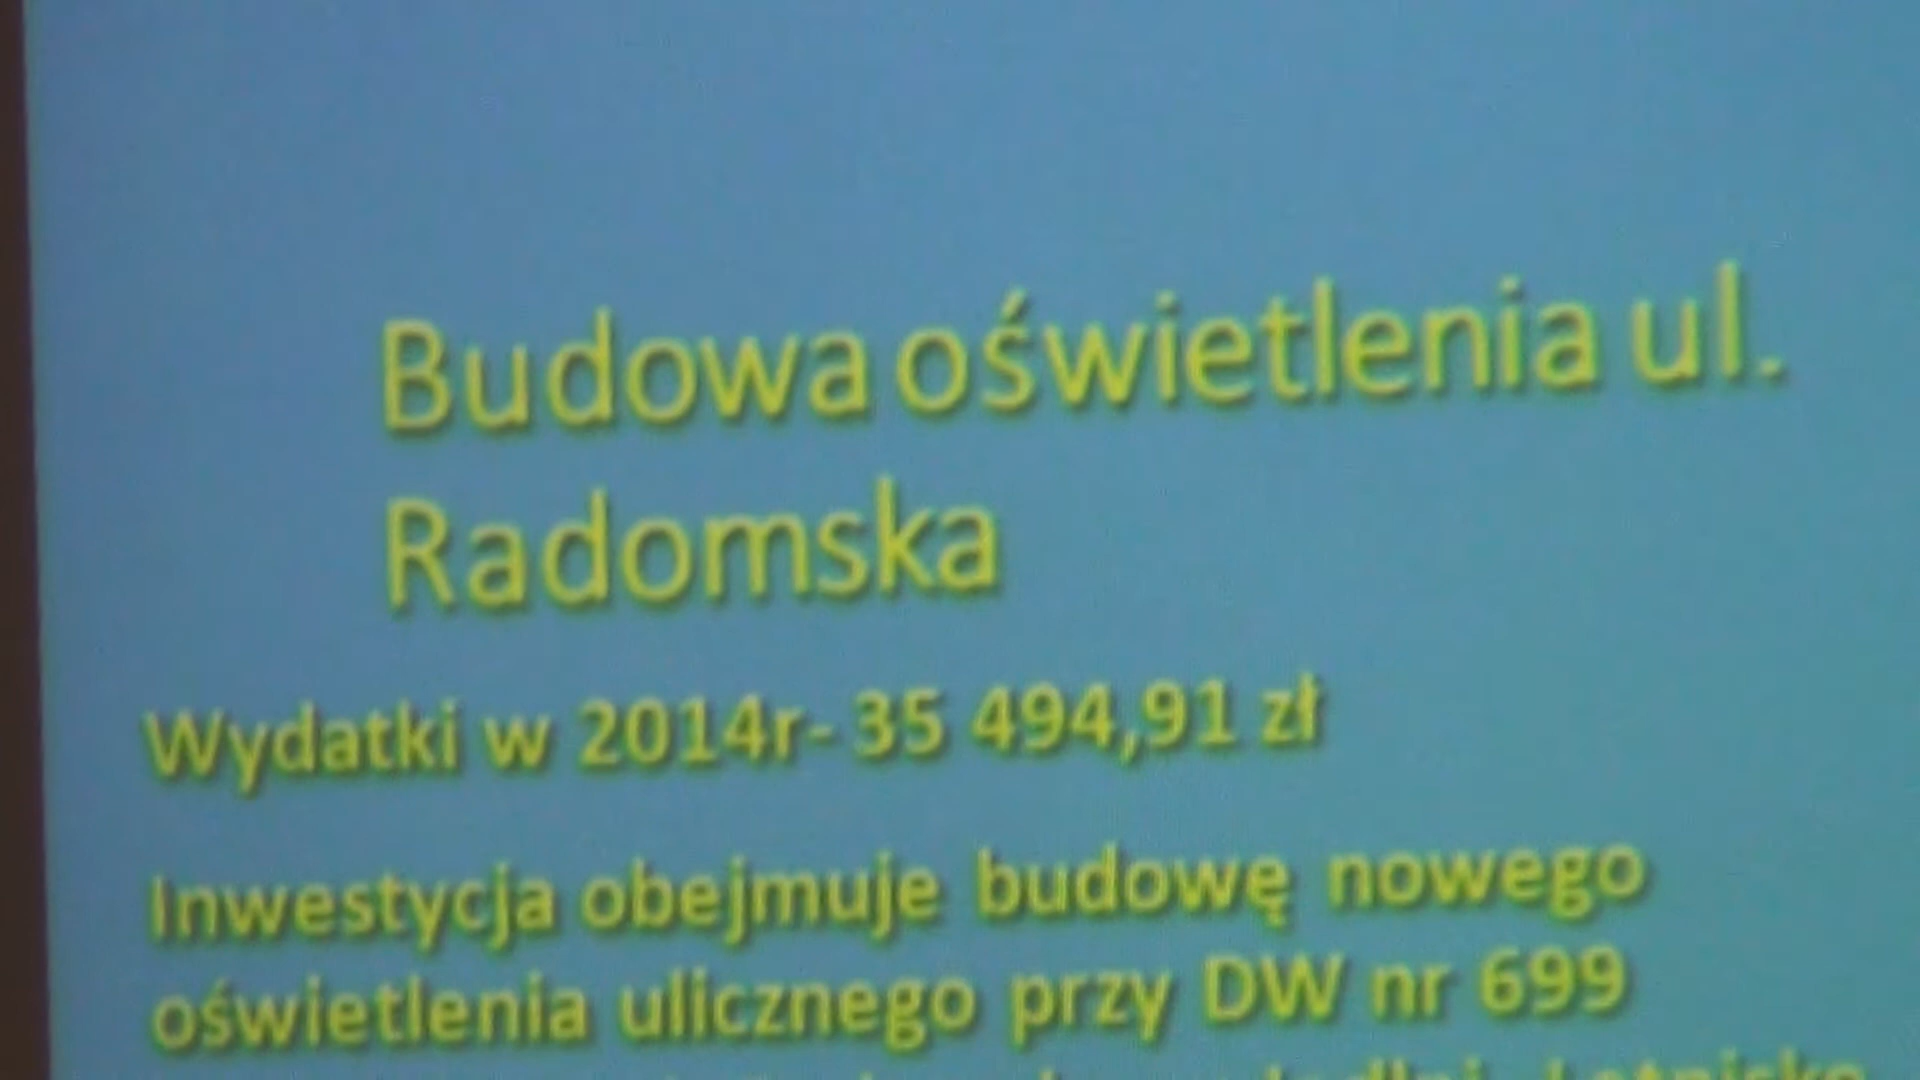 Budowa oświetlenia ul.
Radomska
Wydatki w 2014r- 35 494,91 zł
Inwestycja obejmuje budowę nowego
oświetlenia ulicznego przy DW nr 699